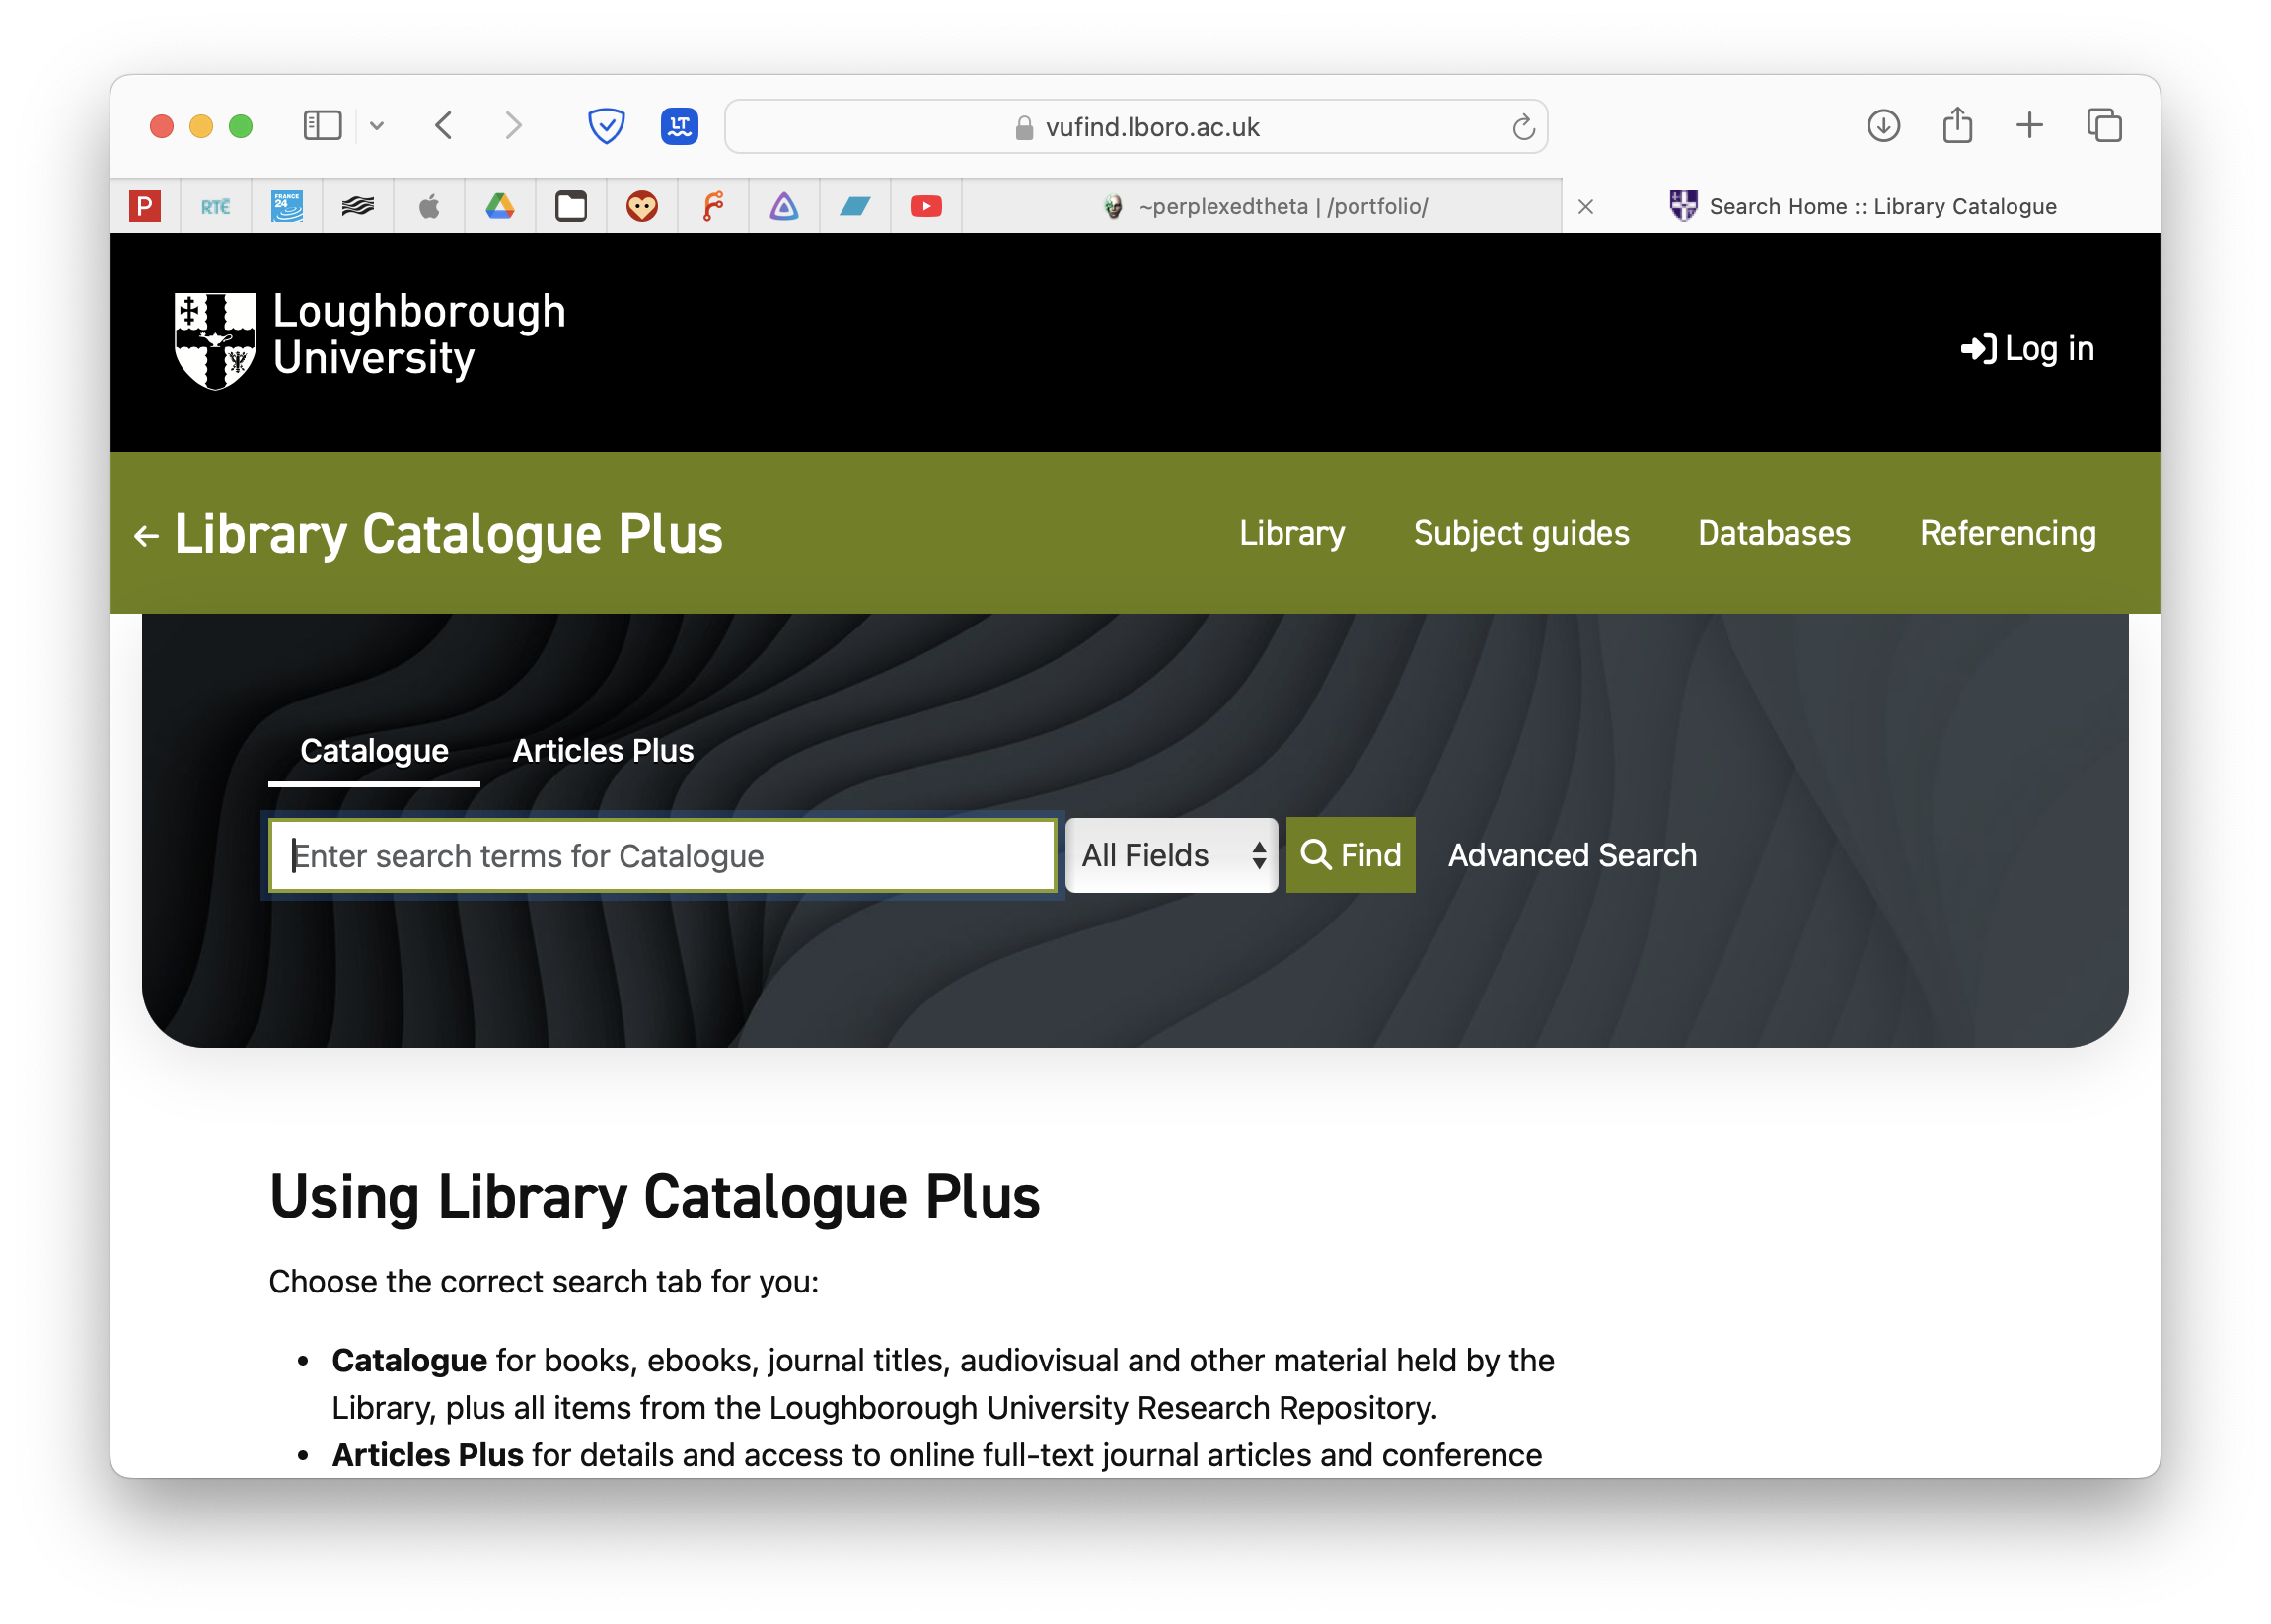 vufind.lboro.ac.uk
P
RTÉ
FRANCE
24
~perplexedtheta | /portfolio/
Search Home :: Library Catalogue
Loughborough
University
Log in
Library Catalogue Plus
Library
Subject guides
Databases
Referencing
Catalogue
Articles Plus
Enter search terms for Catalogue
All Fields
Find
Advanced Search
Using Library Catalogue Plus
Choose the correct search tab for you:
• Catalogue for books, ebooks, journal titles, audiovisual and other material held by the
Library, plus all items from the Loughborough University Research Repository.
• Articles Plus for details and access to online full-text journal articles and conference